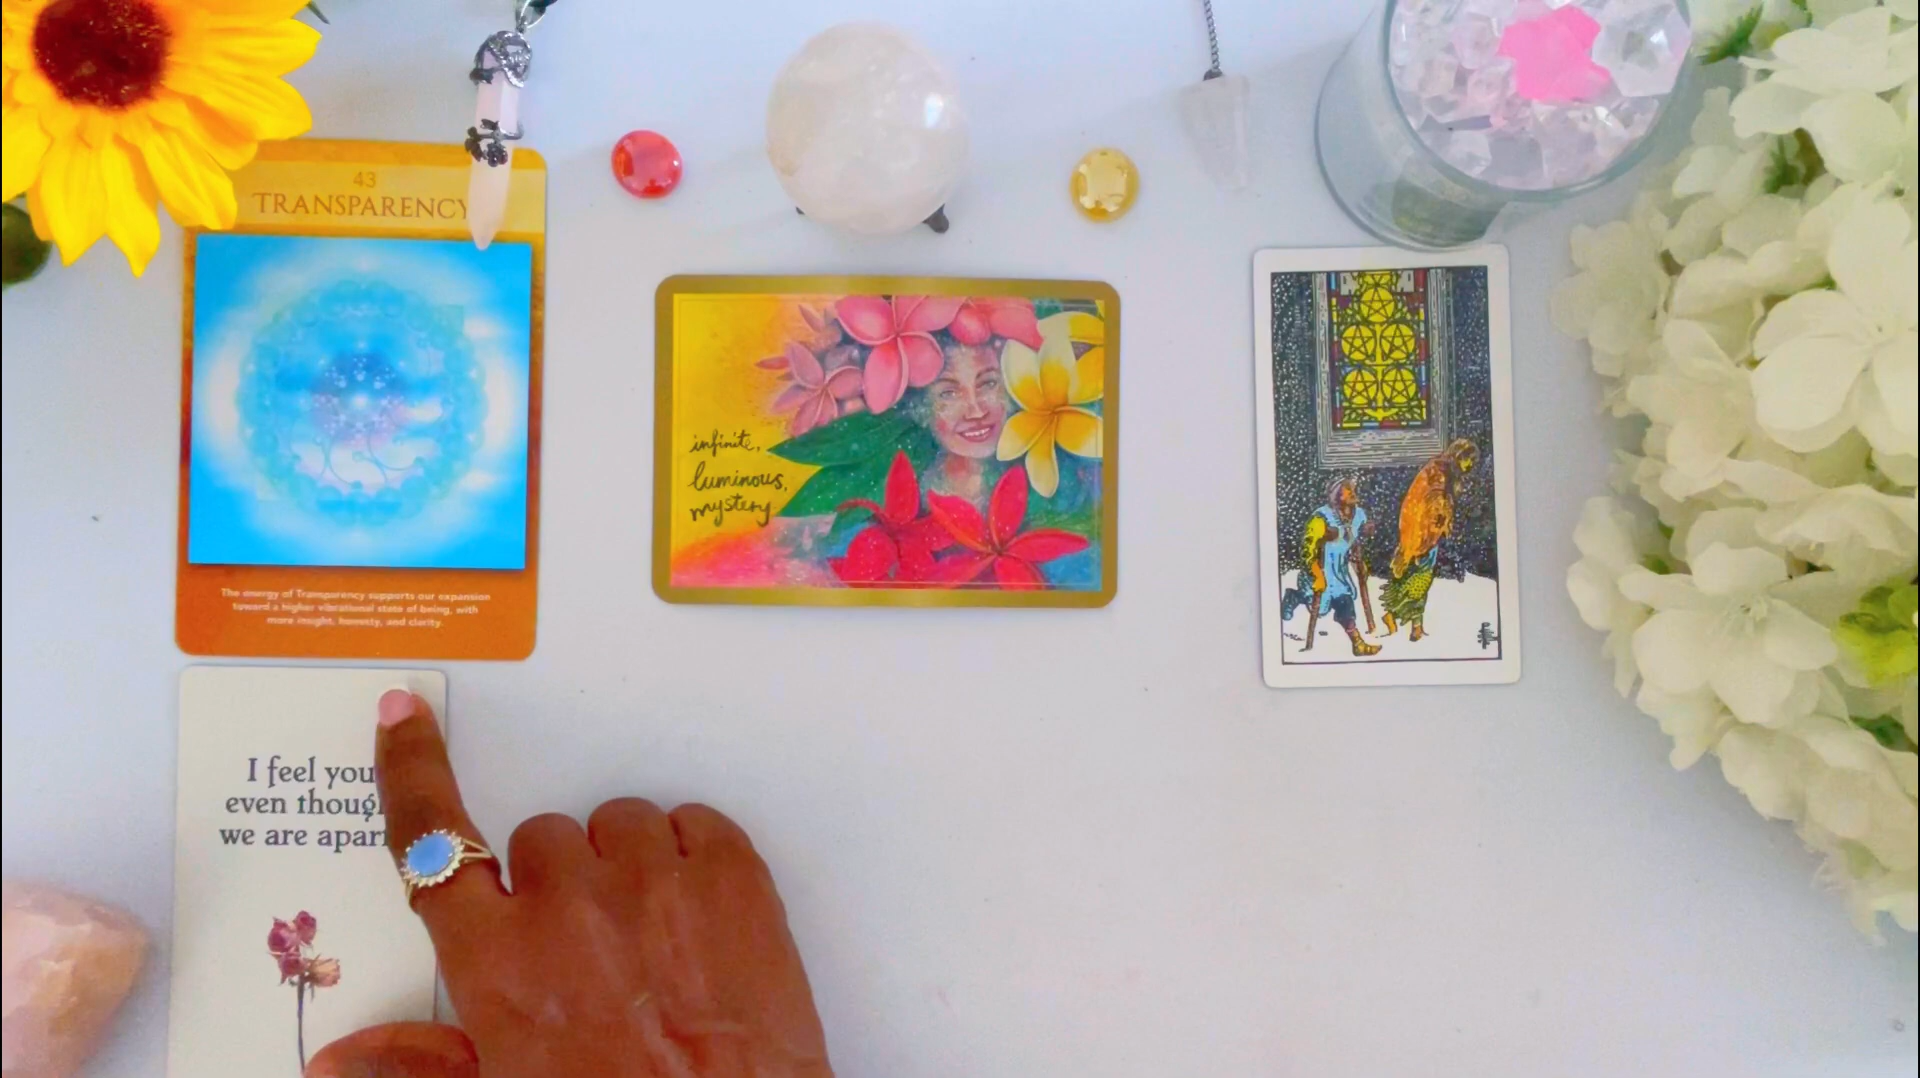 43
TRANSPARENCY
The energy of Transparency supports our expansion
toward a higher vibrational state of being, with
more insight, honesty, and clarity.
infinite,
luminous,
mystery
I feel you
even though
we are apart